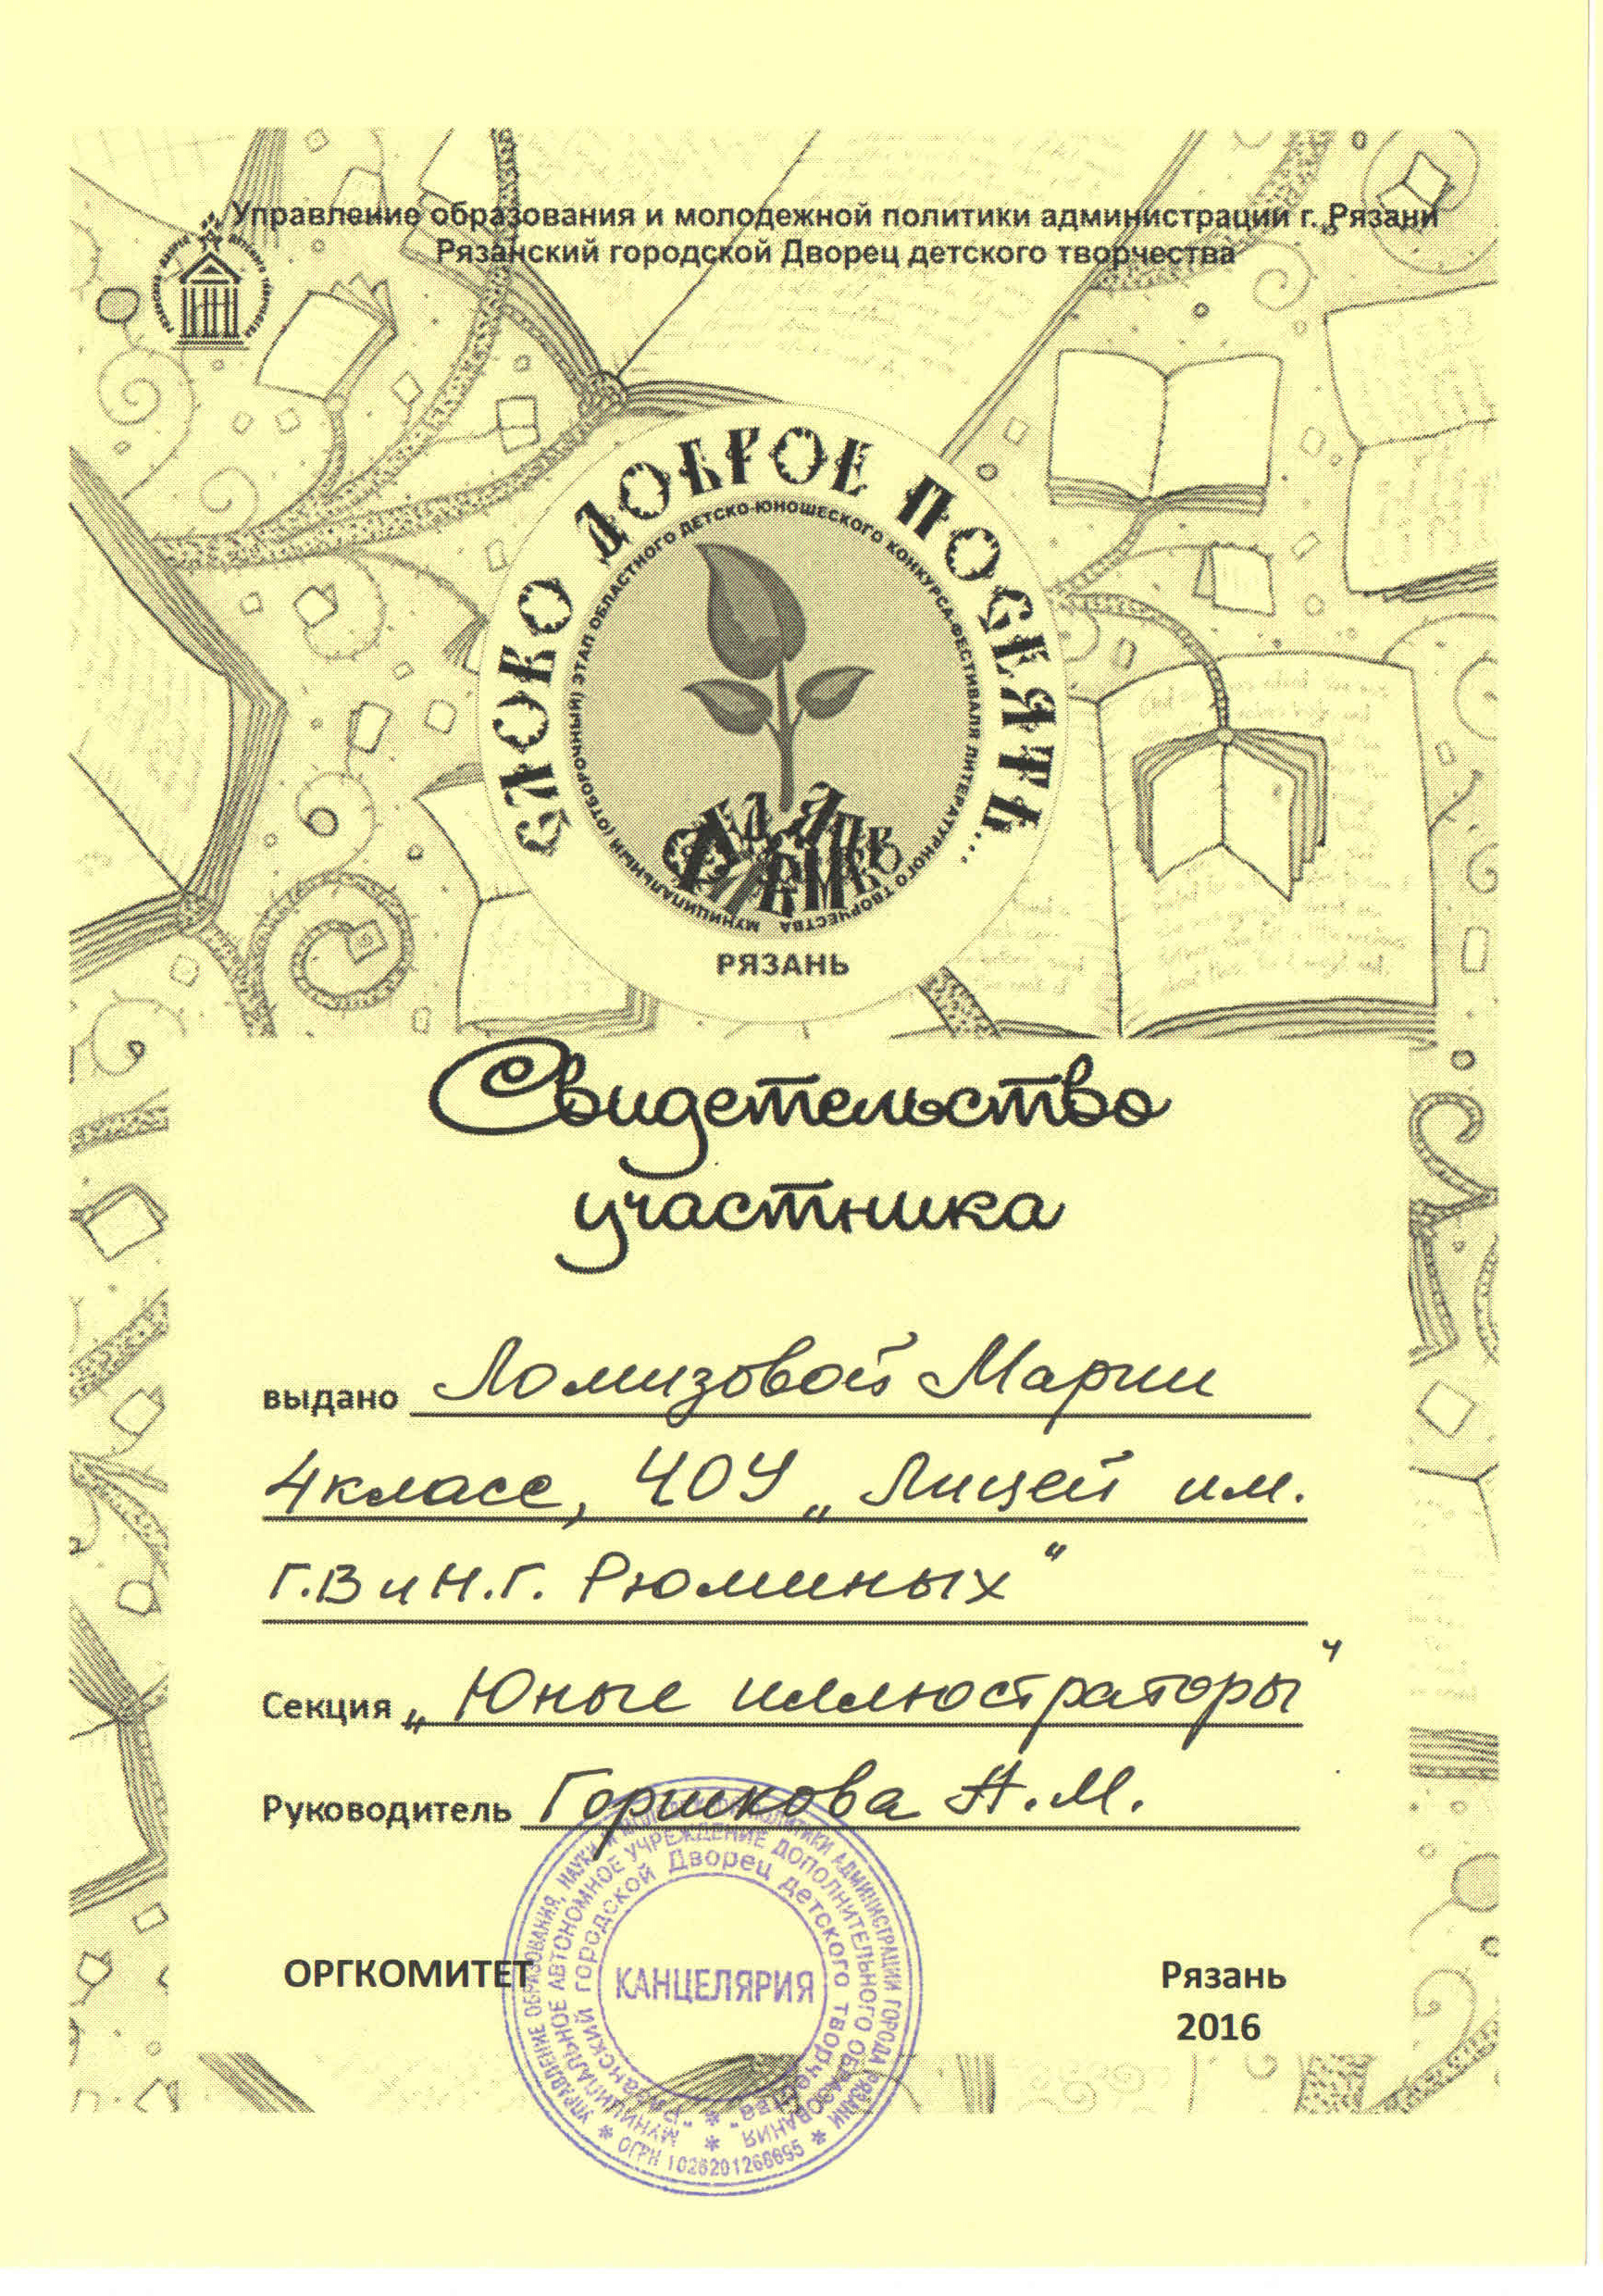 Управление образования и молодежной политики администрации г. Рязани
Рязанский городской Дворец детского творчества
СЛОВО ДОБРОЕ ПОСЕЯТЬ...
МУНИЦИПАЛЬНЫЙ (ОТБОРОЧНЫЙ) ЭТАП ОБЛАСТНОГО ДЕТСКО-ЮНОШЕСКОГО КОНКУРСА-ФЕСТИВАЛЯ ЛИТЕРАТУРНОГО ТВОРЧЕСТВА
РЯЗАНЬ
Свидетельство
участника
выдано Ломизовой Марии
4 класс, ЧОУ „Лицей им.
Г.В и Н.Г. Рюминых"
Секция „Юные иллюстраторы"
Руководитель Горшкова Н.М.
ОРГКОМИТЕТ
Рязань
2016
УПРАВЛЕНИЕ ОБРАЗОВАНИЯ, НАУКИ И МОЛОДЕЖНОЙ ПОЛИТИКИ АДМИНИСТРАЦИИ ГОРОДА РЯЗАНИ
* ОГРН 1026201268695 *
МУНИЦИПАЛЬНОЕ АВТОНОМНОЕ УЧРЕЖДЕНИЕ ДОПОЛНИТЕЛЬНОГО ОБРАЗОВАНИЯ *
"Рязанский городской Дворец детского творчества" *
КАНЦЕЛЯРИЯ